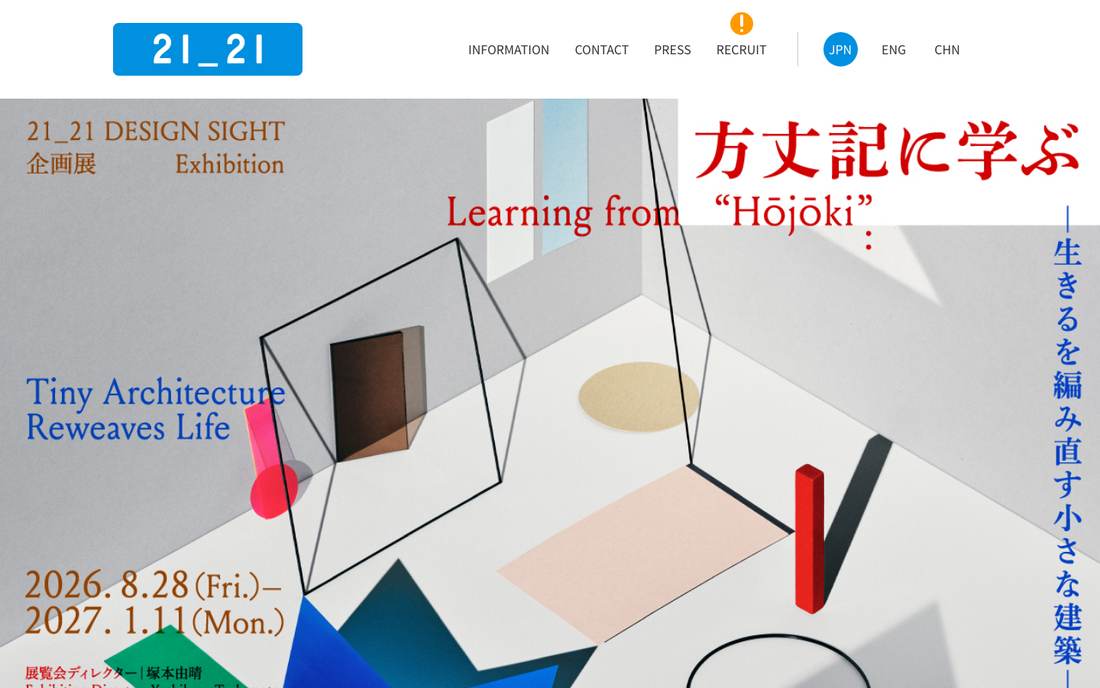 21_21
INFORMATION
CONTACT
PRESS
RECRUIT
JPN
ENG
CHN
21_21 DESIGN SIGHT
企画展 Exhibition
方丈記に学ぶ
Learning from “Hōjōki”:
—生きるを編み直す小さな建築—
Tiny Architecture
Reweaves Life
2026. 8.28(Fri.)–
2027. 1.11(Mon.)
展覧会ディレクター|塚本由晴